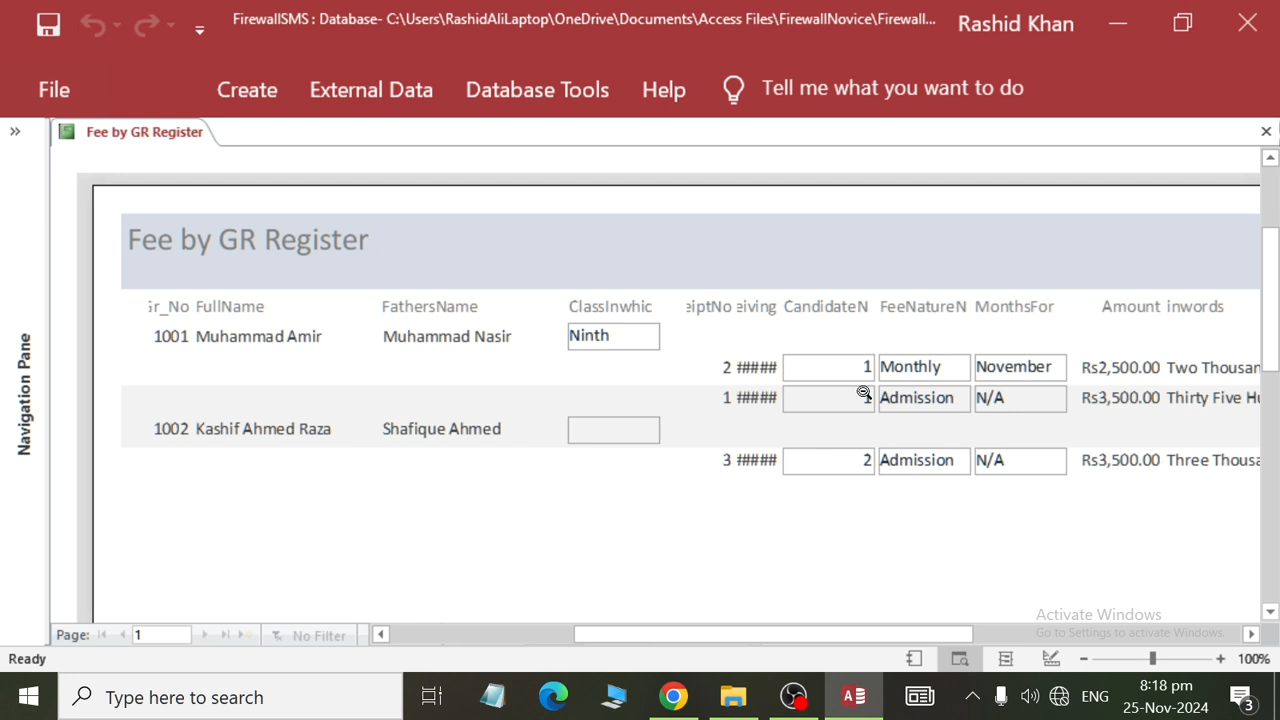 FirewallSMS : Database- C:\Users\RashidAliLaptop\OneDrive\Documents\Access Files\FirewallNovice\Firewall...
Rashid Khan
File Create External Data Database Tools Help Tell me what you want to do
» Fee by GR Register
Navigation Pane
Fee by GR Register
Gr_No FullName FathersName ClassInwhic eiptNo eiving CandidateN FeeNatureN MonthsFor Amount inwords
1001 Muhammad Amir Muhammad Nasir Ninth
2 ##### 1 Monthly November Rs2,500.00 Two Thousan
1 ##### 1 Admission N/A Rs3,500.00 Thirty Five Hu
1002 Kashif Ahmed Raza Shafique Ahmed
3 ##### 2 Admission N/A Rs3,500.00 Three Thousa
Activate Windows
Go to Settings to activate Windows.
Page: 1 No Filter
Ready 100%
Type here to search
ENG
8:18 pm
25-Nov-2024
3